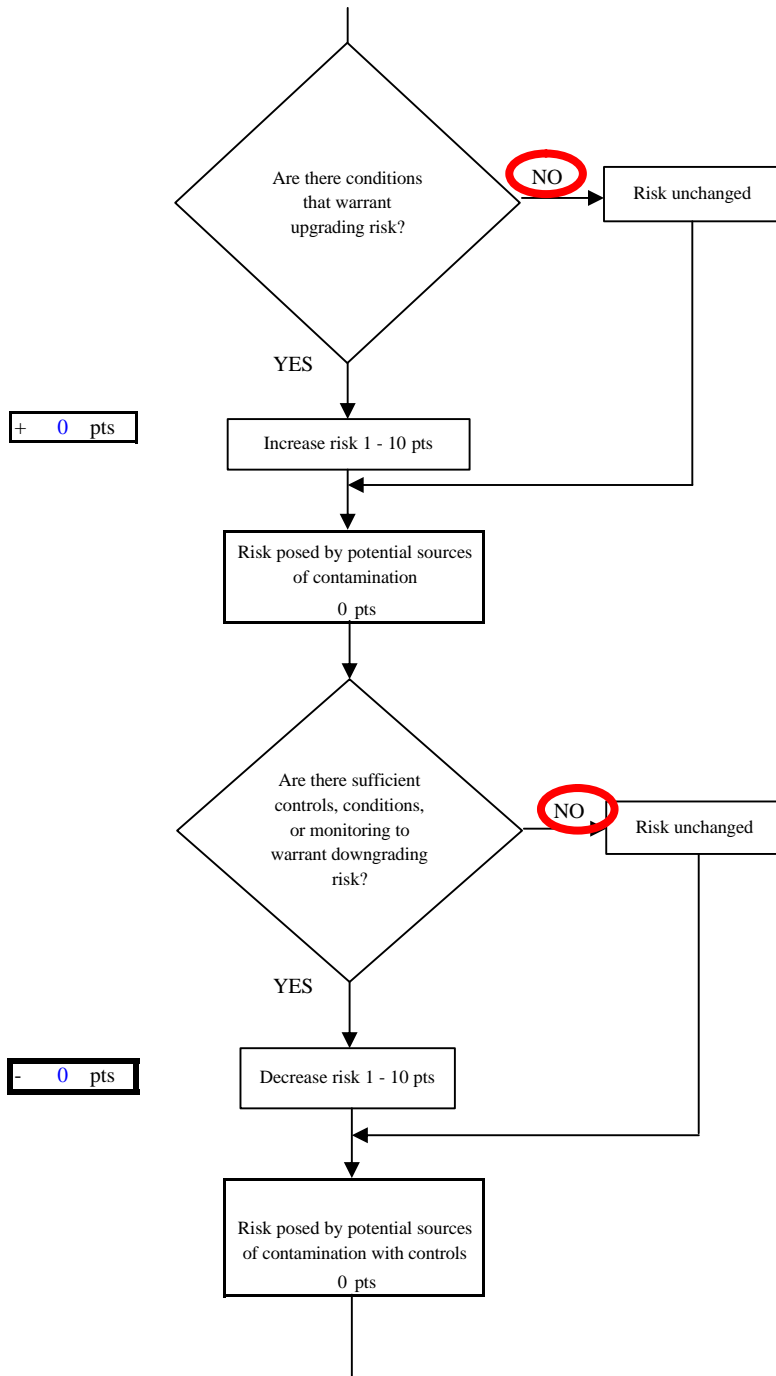 Are there conditions
that warrant
upgrading risk?
NO
Risk unchanged
YES
+ 0 pts
Increase risk 1 - 10 pts
Risk posed by potential sources
of contamination
0 pts
Are there sufficient
controls, conditions,
or monitoring to
warrant downgrading
risk?
NO
Risk unchanged
YES
- 0 pts
Decrease risk 1 - 10 pts
Risk posed by potential sources
of contamination with controls
0 pts